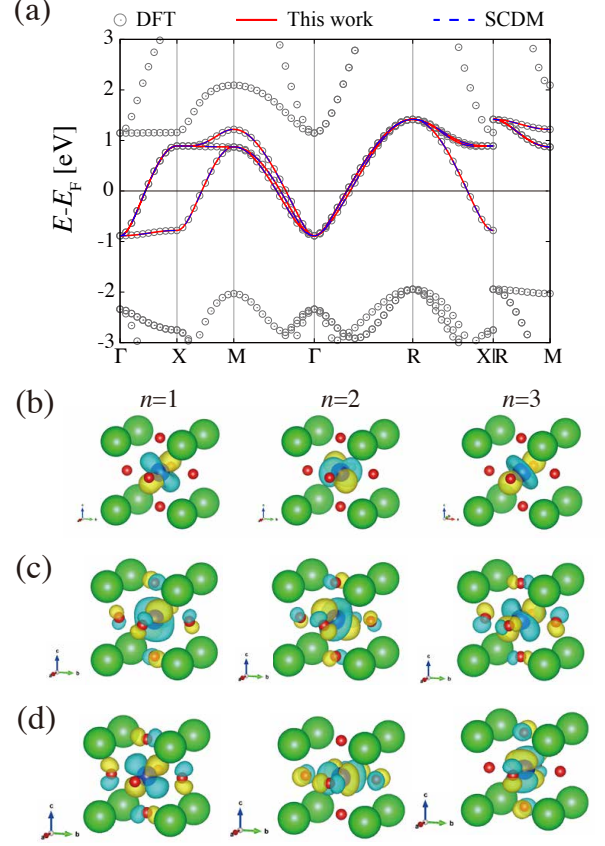 (a)
DFT This work SCDM
3
2
1
0
-1
-2
-3
E-E_F [eV]
Γ X M Γ R X|R M
(b) n=1 n=2 n=3
(c)
c b c b c b
(d)
c b c b c b